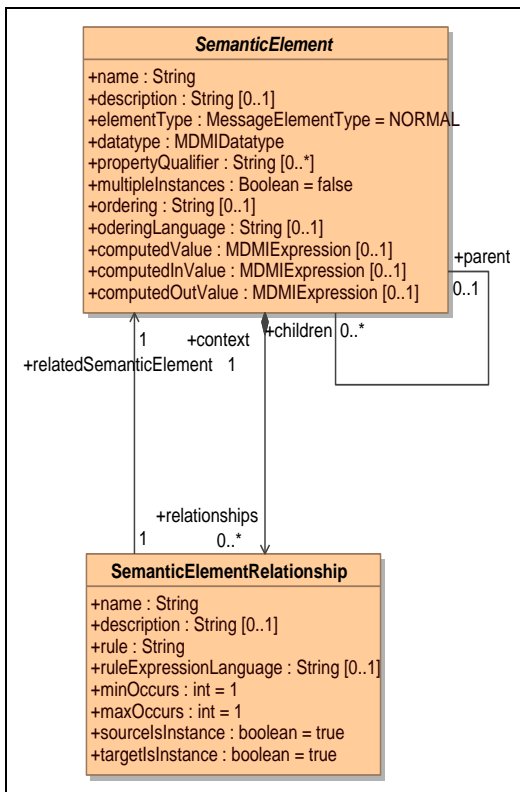 SemanticElement
+name : String
+description : String [0..1]
+elementType : MessageElementType = NORMAL
+datatype : MDMIDatatype
+propertyQualifier : String [0..*]
+multipleInstances : Boolean = false
+ordering : String [0..1]
+oderingLanguage : String [0..1]
+computedValue : MDMIExpression [0..1]
+computedInValue : MDMIExpression [0..1]
+computedOutValue : MDMIExpression [0..1]
+parent
0..1
+children 0..*
1 +context
+relatedSemanticElement 1
+relationships
1 0..*
SemanticElementRelationship
+name : String
+description : String [0..1]
+rule : String
+ruleExpressionLanguage : String [0..1]
+minOccurs : int = 1
+maxOccurs : int = 1
+sourceIsInstance : boolean = true
+targetIsInstance : boolean = true